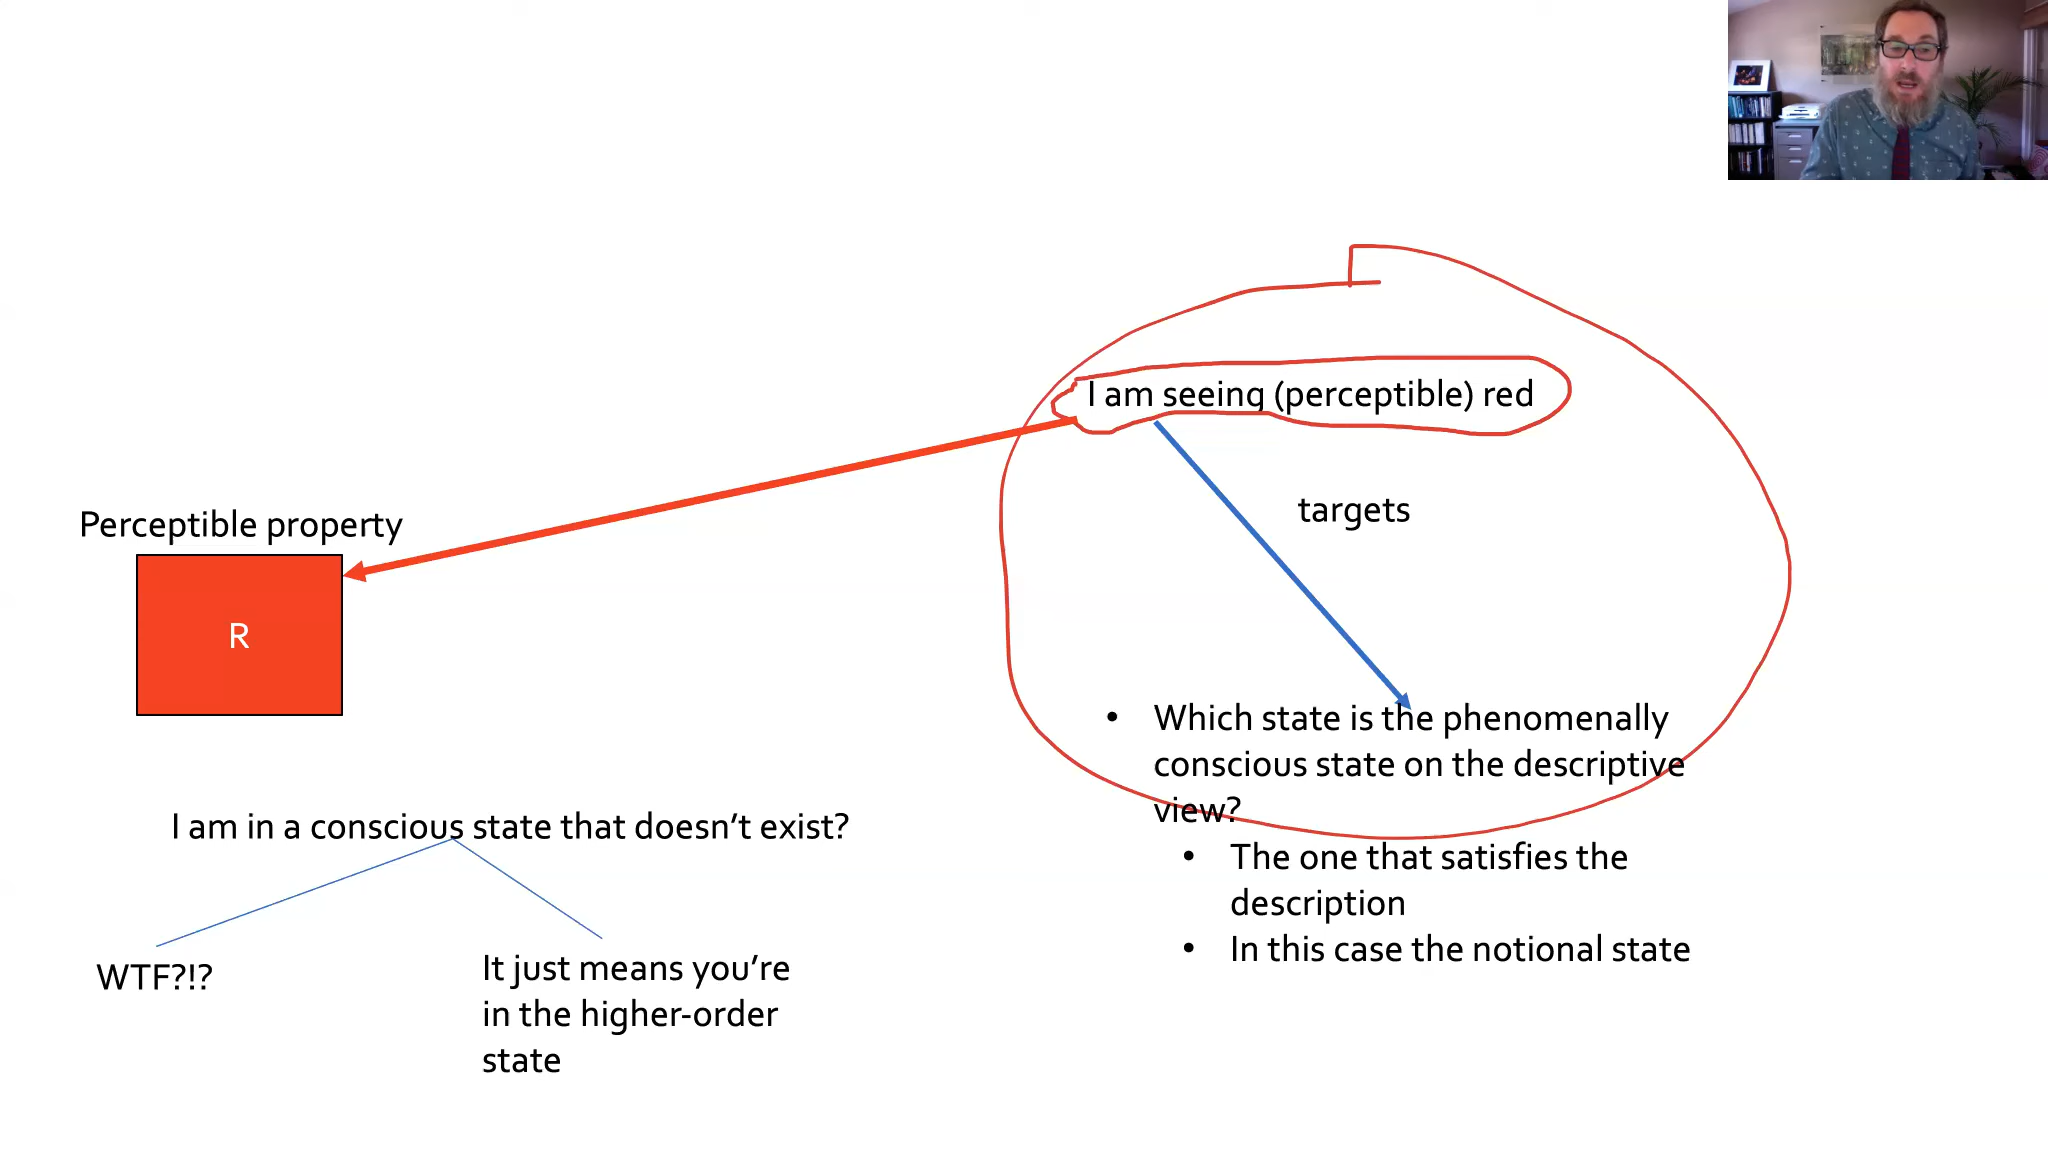 I am seeing (perceptible) red
targets
Perceptible property
R
• Which state is the phenomenally
conscious state on the descriptive
view?
• The one that satisfies the
description
• In this case the notional state
I am in a conscious state that doesn't exist?
WTF?!?
It just means you're
in the higher-order
state